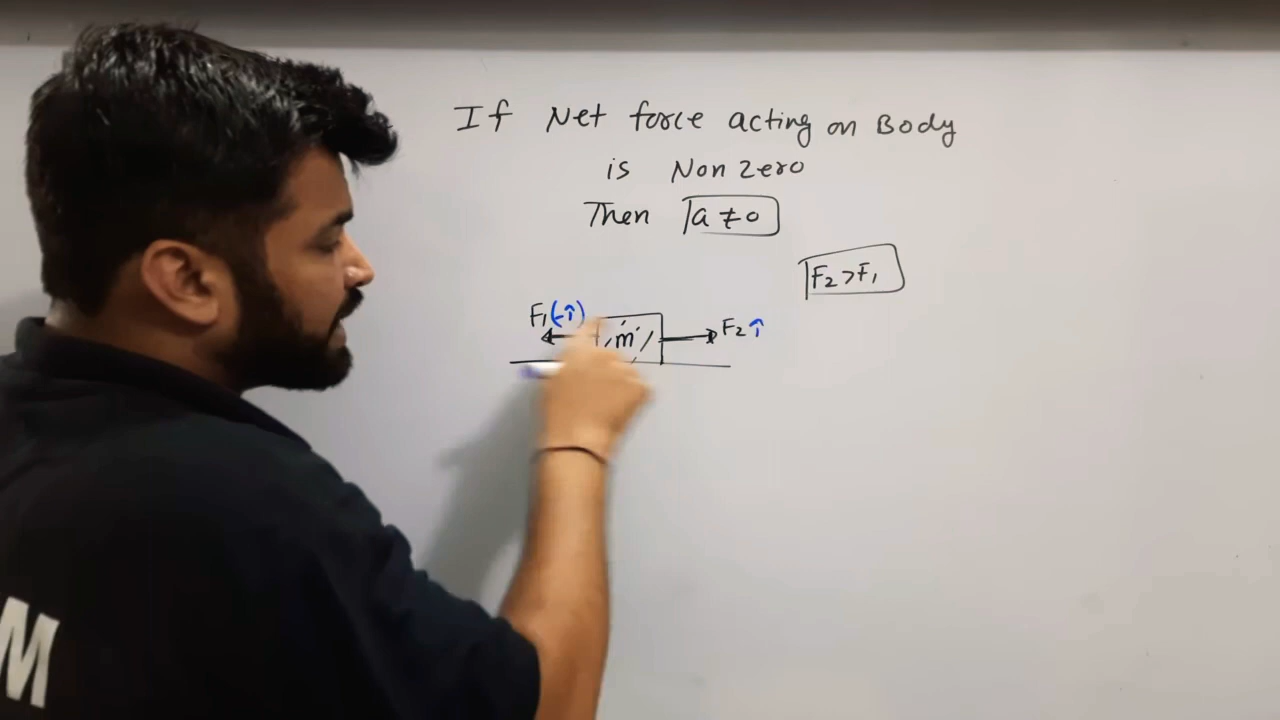 If Net force acting on Body
is Non Zero
Then a ≠ 0
F₂ > F₁
F₁(-î) m F₂ î
M